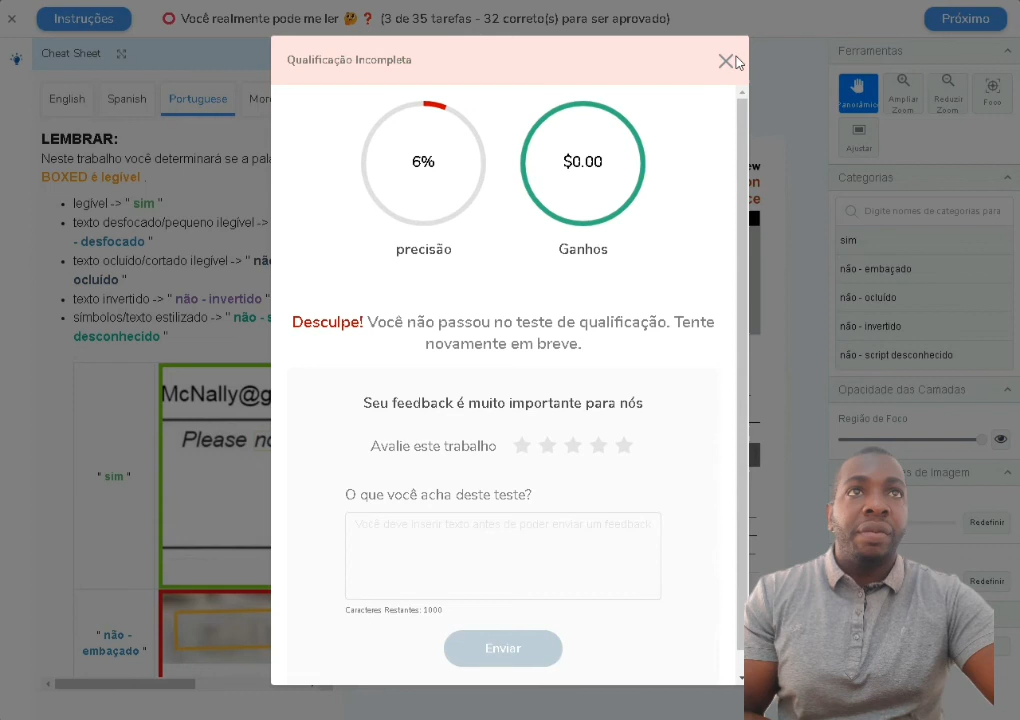 Instruções
Você realmente pode me ler 🤔 ❓ (3 de 35 tarefas - 32 correto(s) para ser aprovado)
Próximo
Cheat Sheet
English
Spanish
Portuguese
LEMBRAR:
Neste trabalho você determinará se a
BOXED é legível .
legível -> " sim "
texto desfocado/pequeno ilegível ->
- desfocado "
texto ocluído/cortado ilegível -> "
ocluído "
texto invertido -> " não - invertido "
símbolos/texto estilizado -> " não -
desconhecido "
" sim "
McNally@g
Please
" não -
embaçado "
Qualificação Incompleta
6%
precisão
$0.00
Ganhos
Desculpe! Você não passou no teste de qualificação. Tente
novamente em breve.
Seu feedback é muito importante para nós
Avalie este trabalho
O que você acha deste teste?
Você deve inserir texto antes de poder enviar um feedback
Caracteres Restantes: 1000
Enviar
Ferramentas
Panorâmico
Ampliar
Zoom
Reduzir
Zoom
Foco
Ajustar
Categorias
Digite nomes de categorias para
sim
não - embaçado
não - ocluído
não - invertido
não - script desconhecido
Opacidade das Camadas
Região de Foco
de Imagem
Redefinir
Redefinir